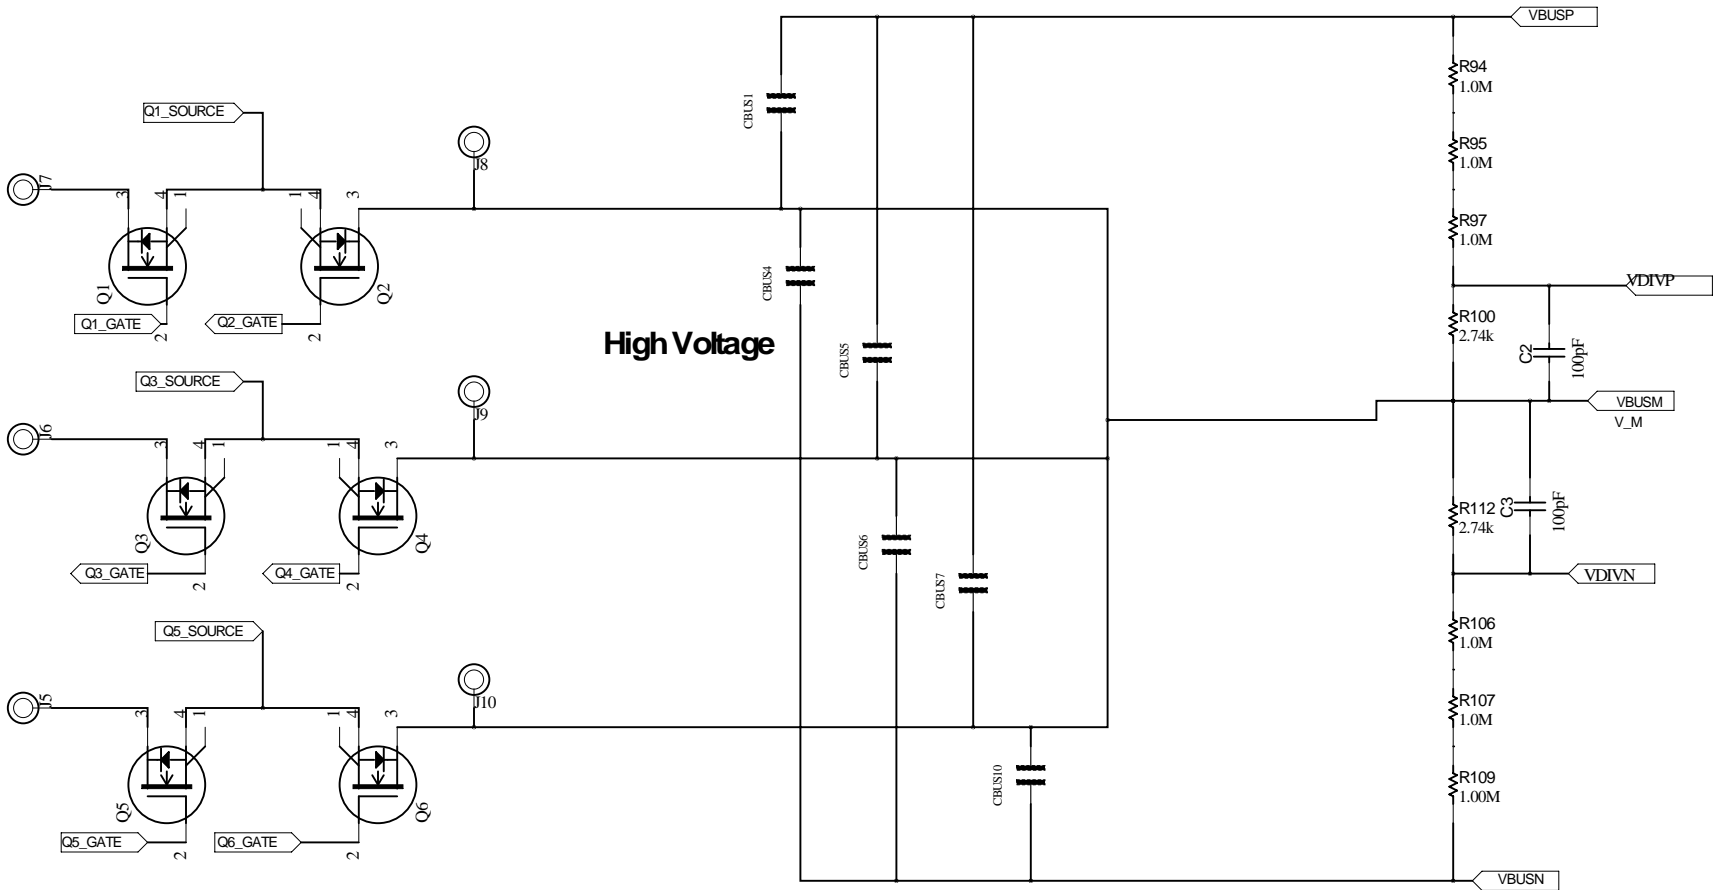 VBUSP
R94
1.0M
CBUS1
Q1_SOURCE
J8
R95
1.0M
J7
3
4
1
1
4
3
R97
1.0M
CBUS4
VDIVP
Q1
Q2
R100
2.74k
C2
100pF
Q1_GATE
2
Q2_GATE
2
High Voltage
CBUS5
Q3_SOURCE
J9
VBUSM
V_M
J6
3
4
1
1
4
3
R112
2.74k
C3
100pF
Q3
Q4
CBUS6
Q3_GATE
2
Q4_GATE
2
CBUS7
VDIVN
Q5_SOURCE
R106
1.0M
J10
J5
3
4
1
1
4
3
R107
1.0M
CBUS10
R109
1.00M
Q5
Q6
Q5_GATE
2
Q6_GATE
2
VBUSN